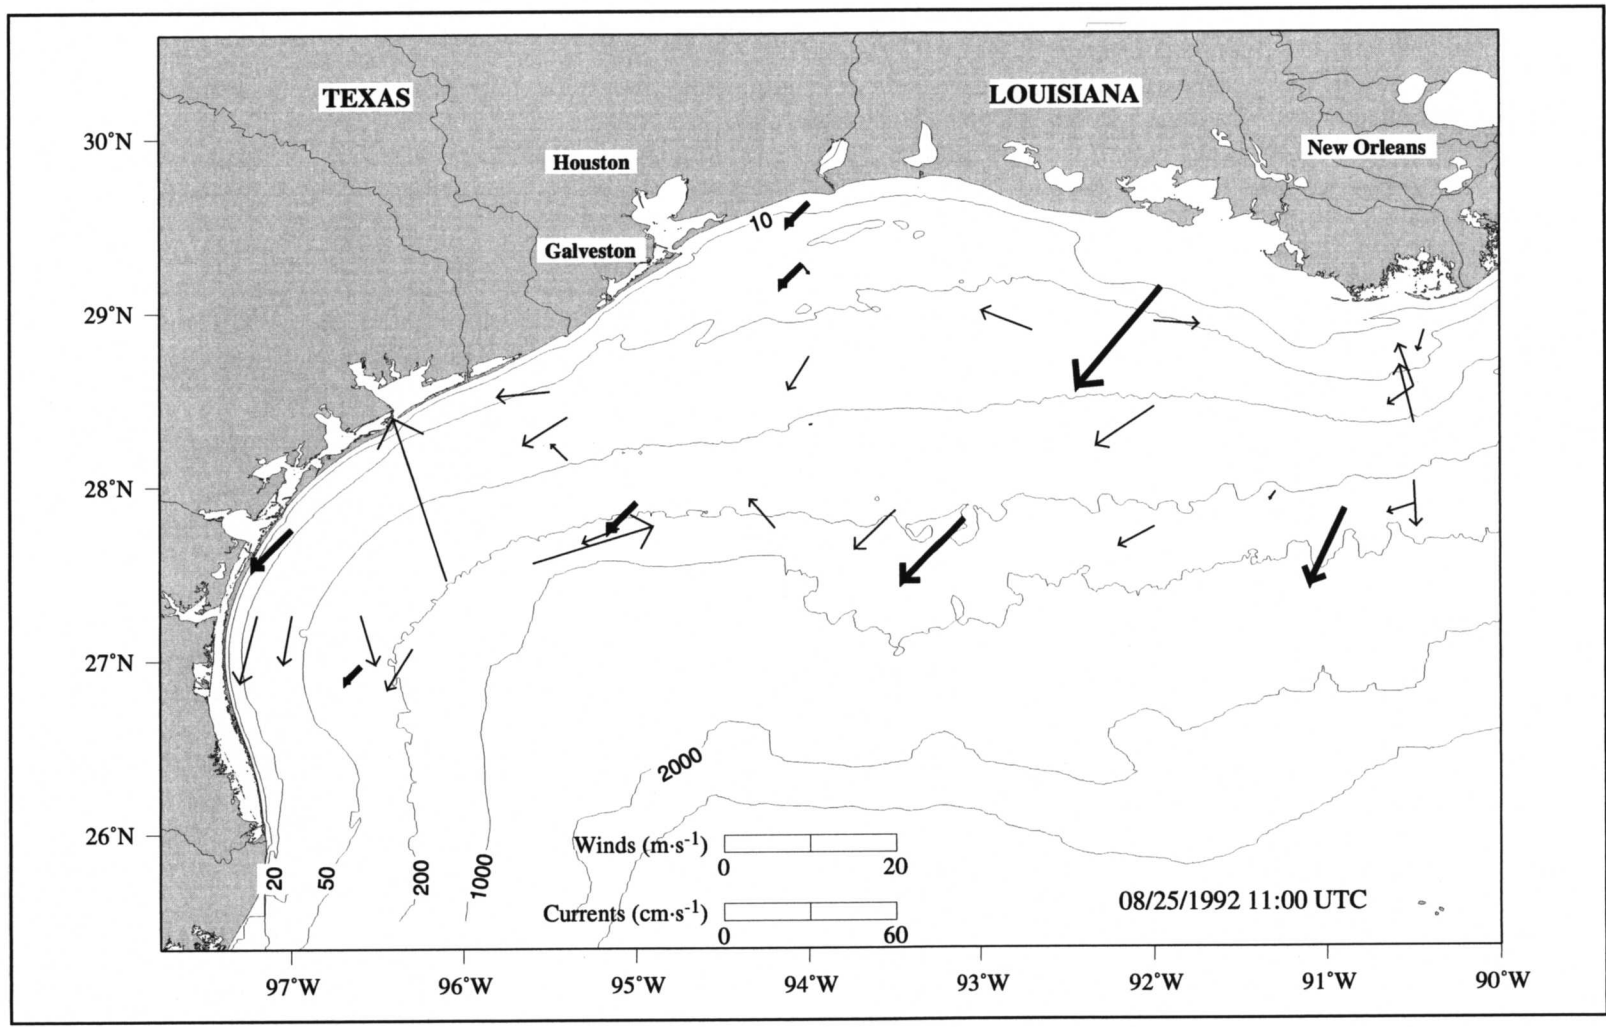 TEXAS
LOUISIANA
30°N
New Orleans
Houston
10
Galveston
29°N
28°N
27°N
2000
26°N
Winds (m·s-1)
0 20
20 50 200 1000
Currents (cm·s-1)
0 60
08/25/1992 11:00 UTC
97°W 96°W 95°W 94°W 93°W 92°W 91°W 90°W